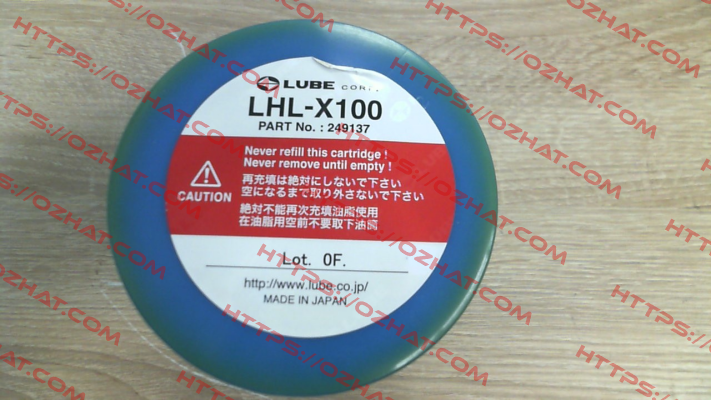 LUBE CORP.
LHL-X100
PART No. : 249137
Never refill this cartridge !
Never remove until empty !
CAUTION
再充填は絶対にしないで下さい
空になるまで取り外さないで下さい
絶対不能再次充填油脂使用
在油脂用空前不要取下油脂
Lot. 0F.
http://www.lube.co.jp/
MADE IN JAPAN
HTTPS://OZHAT.COM